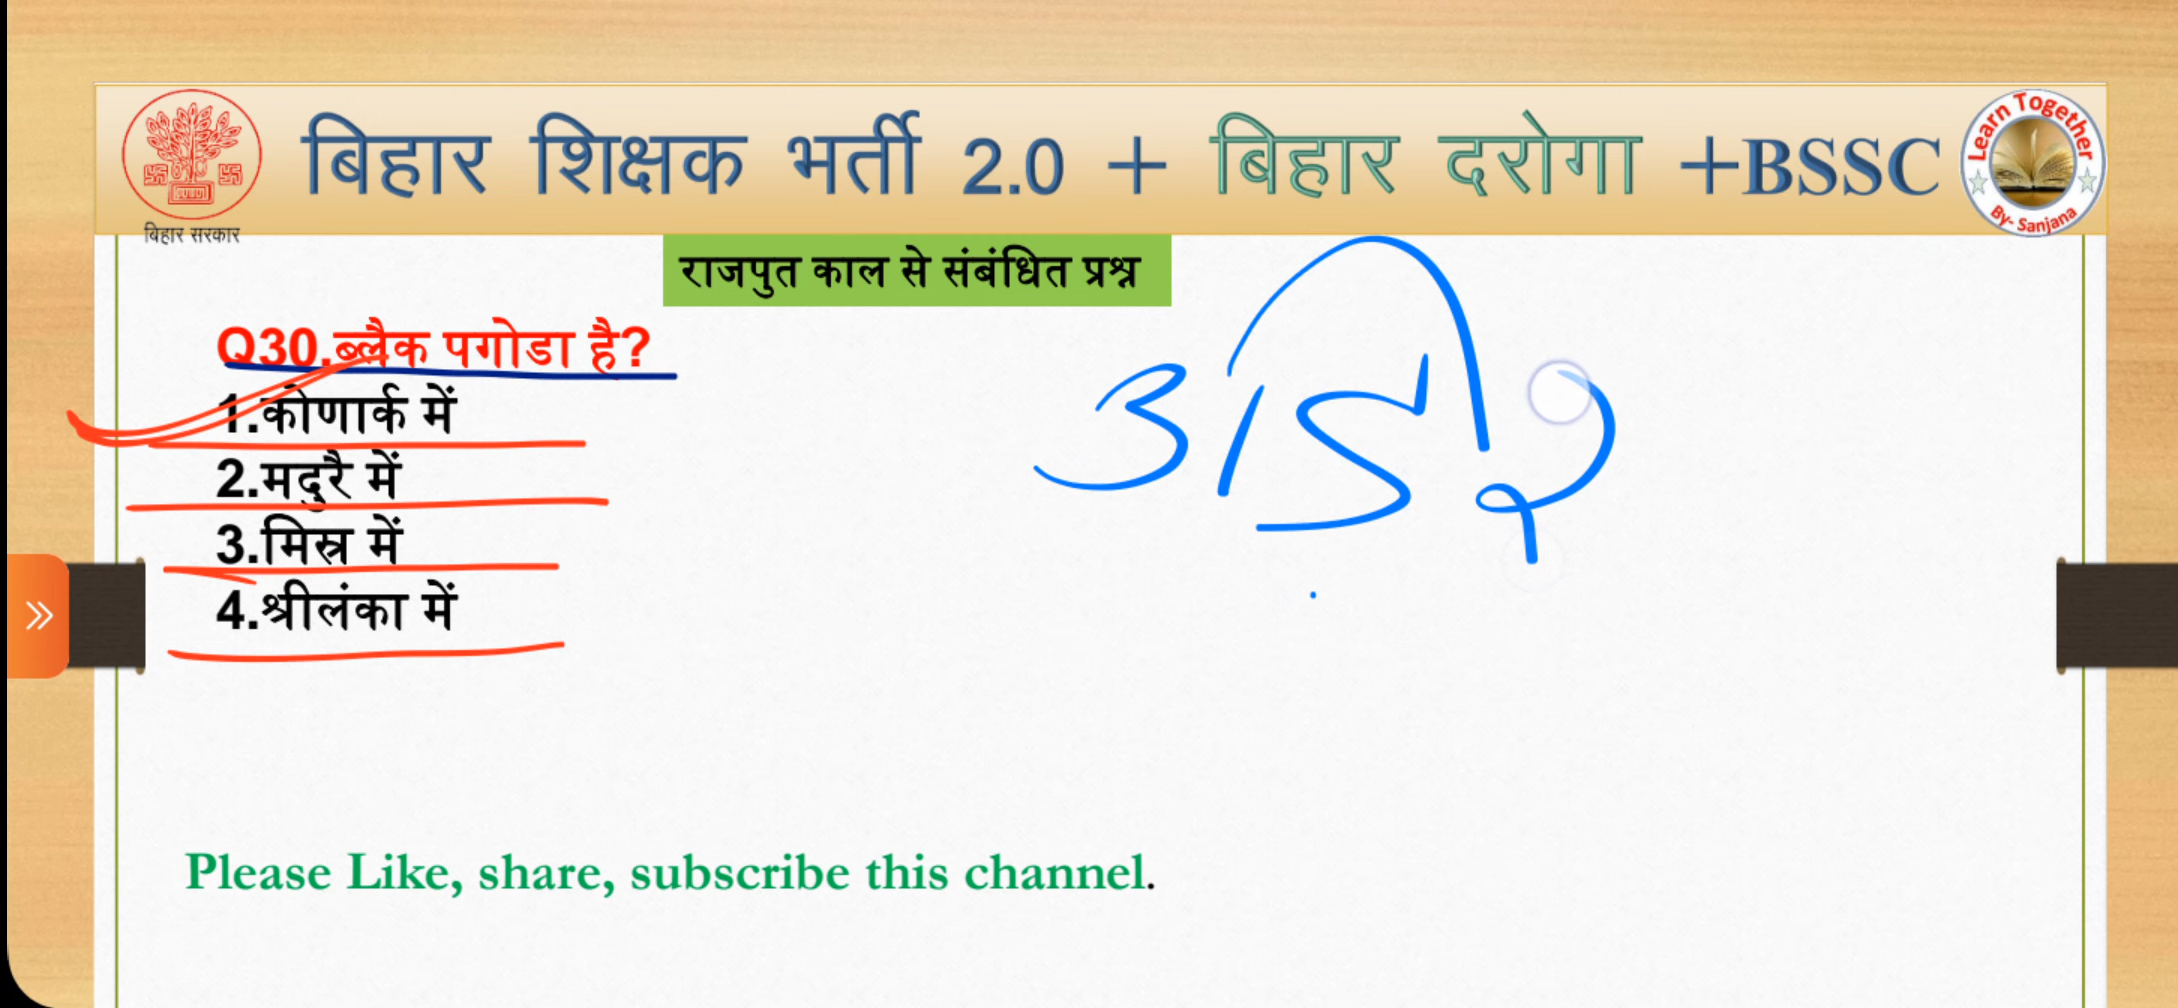 बिहार शिक्षक भर्ती 2.0 + बिहार दरोगा +BSSC
Learn Together
By- Sanjana
बिहार सरकार
राजपुत काल से संबंधित प्रश्न
Q30.ब्लैक पगोडा है?
1.कोणार्क में
2.मदुरै में
3.मिस्र में
4.श्रीलंका में
Please Like, share, subscribe this channel.